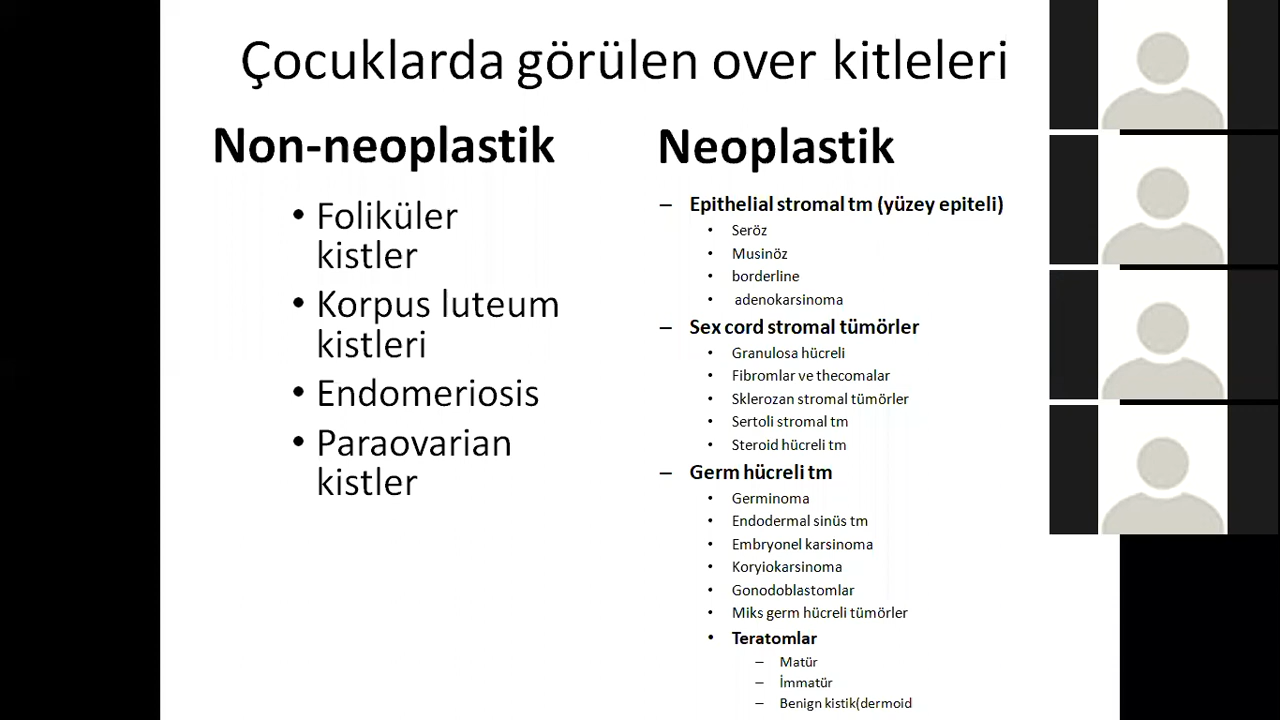 Çocuklarda görülen over kitleleri
Non-neoplastik
• Foliküler
kistler
• Korpus luteum
kistleri
• Endomeriosis
• Paraovarian
kistler
Neoplastik
– Epithelial stromal tm (yüzey epiteli)
• Seröz
• Musinöz
• borderline
• adenokarsinoma
– Sex cord stromal tümörler
• Granulosa hücreli
• Fibromlar ve thecomalar
• Sklerozan stromal tümörler
• Sertoli stromal tm
• Steroid hücreli tm
– Germ hücreli tm
• Germinoma
• Endodermal sinüs tm
• Embryonel karsinoma
• Koryiokarsinoma
• Gonodoblastomlar
• Miks germ hücreli tümörler
• Teratomlar
– Matür
– İmmatür
– Benign kistik(dermoid